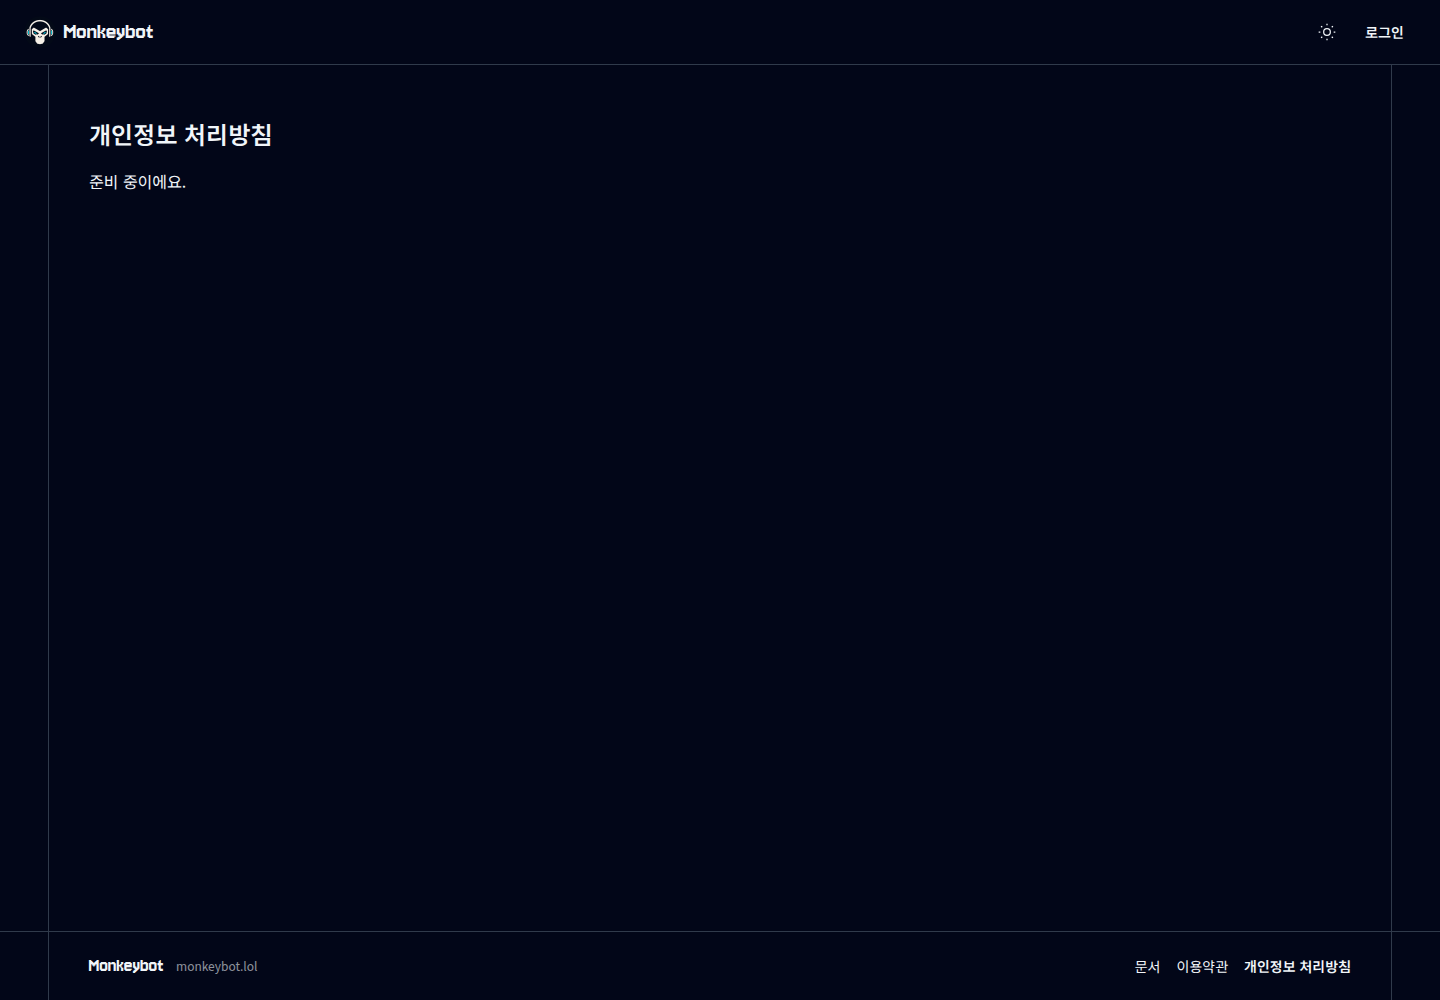 Monkeybot
로그인
개인정보 처리방침
준비 중이에요.
Monkeybot monkeybot.lol
문서 이용약관 개인정보 처리방침